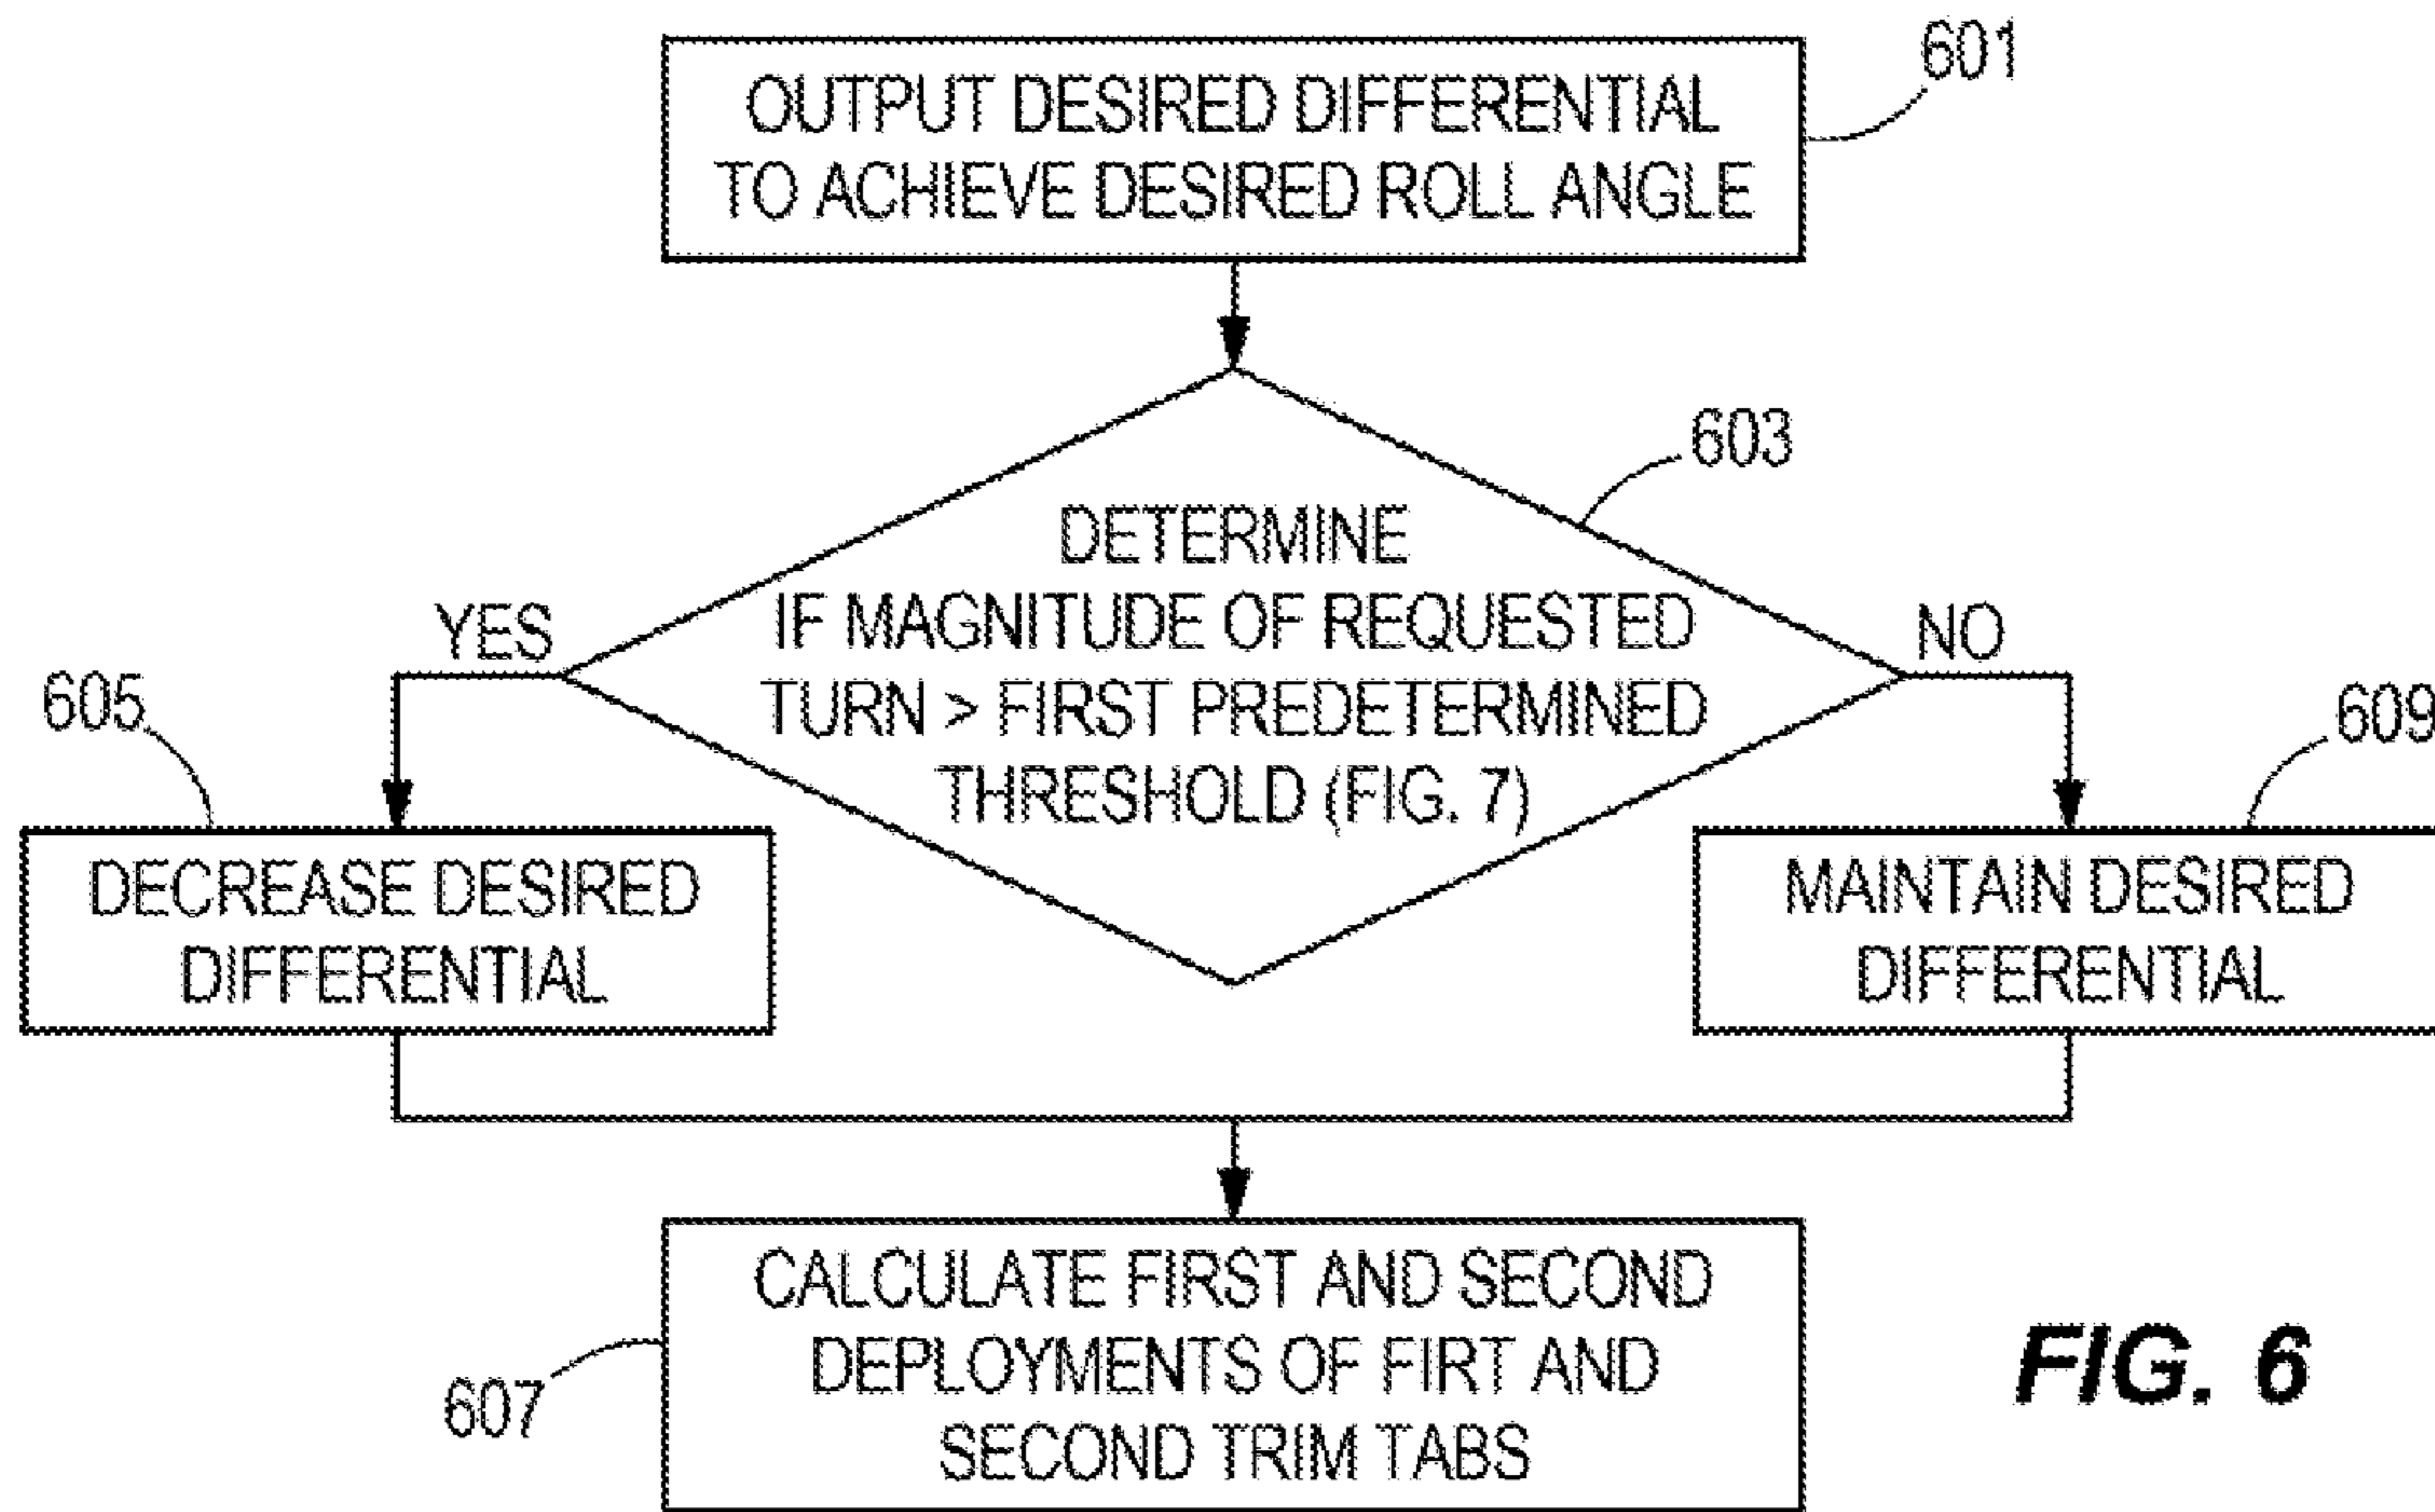 OUTPUT DESIRED DIFFERENTIAL
TO ACHIEVE DESIRED ROLL ANGLE
601
603
DETERMINE
IF MAGNITUDE OF REQUESTED
TURN > FIRST PREDETERMINED
THRESHOLD (FIG. 7)
YES
NO
605
609
DECREASE DESIRED
DIFFERENTIAL
MAINTAIN DESIRED
DIFFERENTIAL
CALCULATE FIRST AND SECOND
DEPLOYMENTS OF FIRT AND
SECOND TRIM TABS
607
FIG. 6